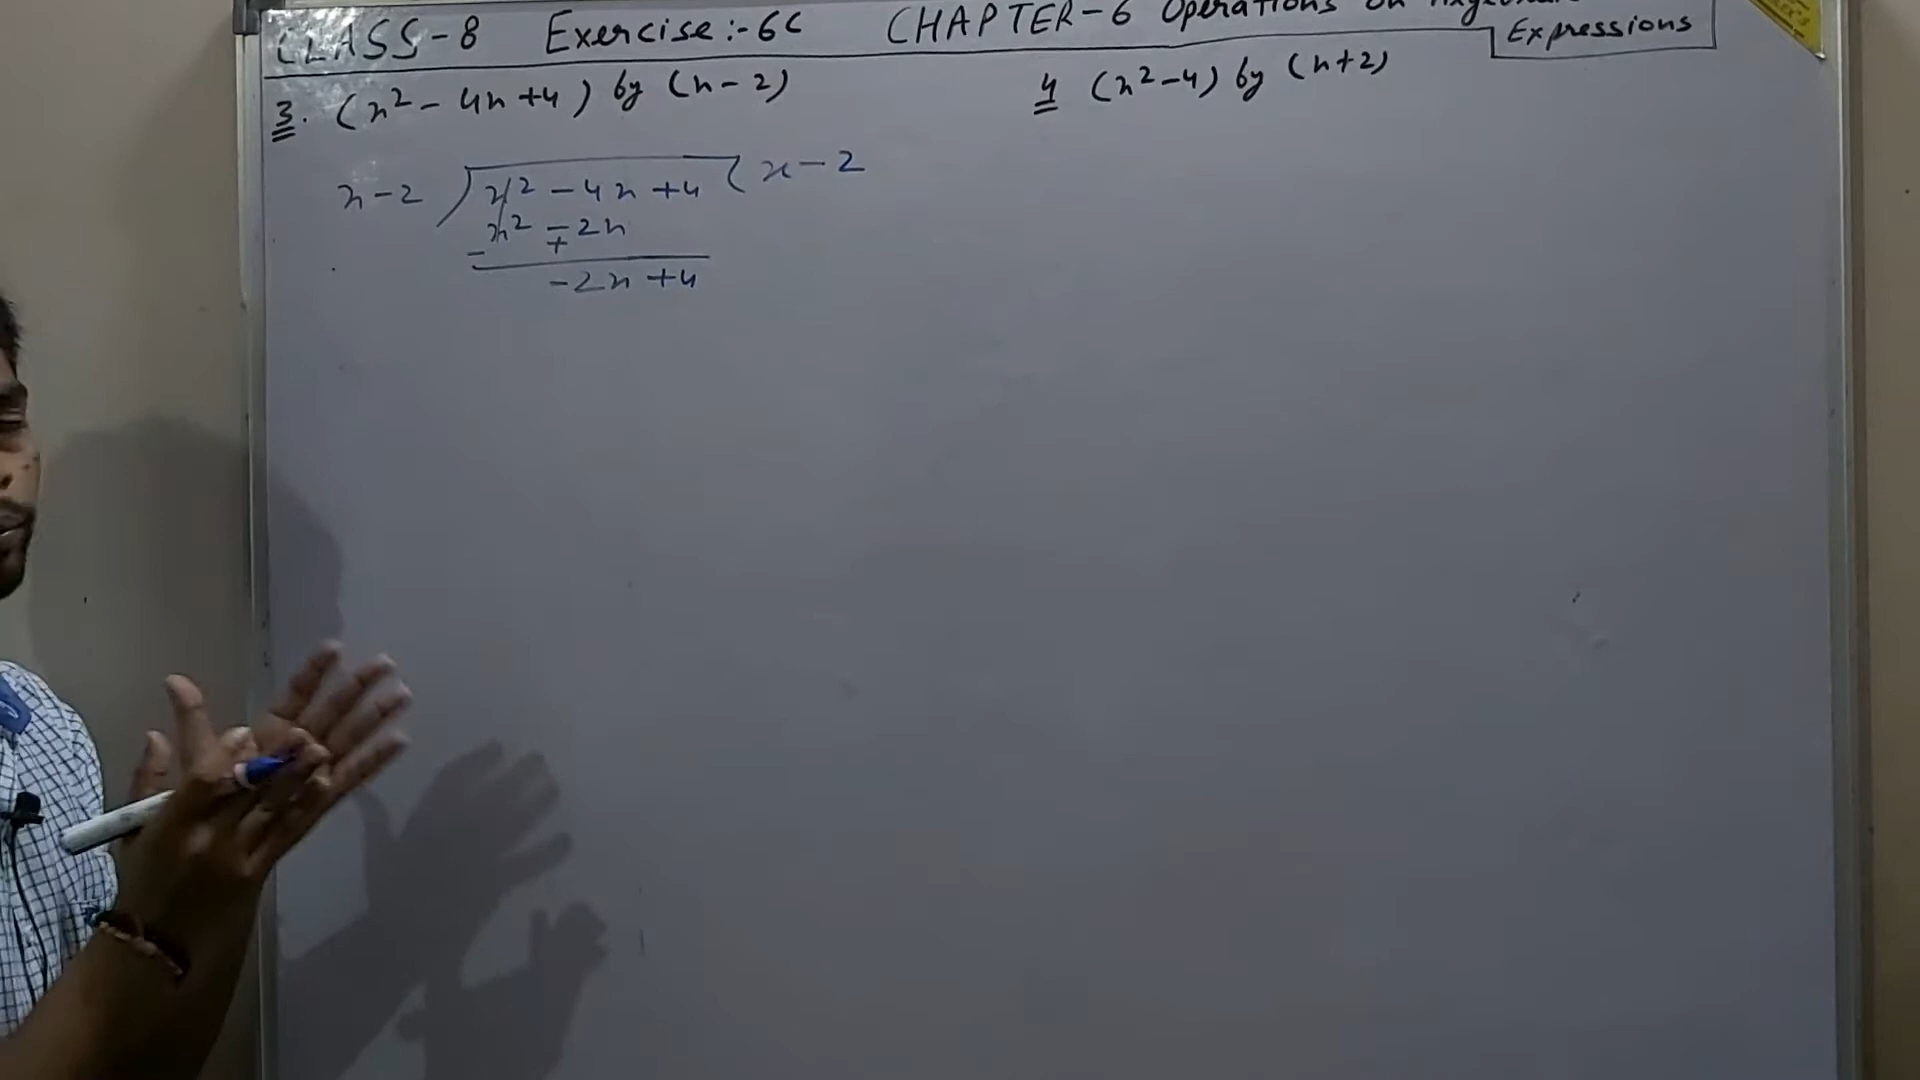 CLASS-8 Exercise:-6C CHAPTER-6 Operations on
Expressions
3. (x² - 4x + 4) by (x - 2)
4 (x² - 4) by (x + 2)
x - 2 ) x² - 4x + 4 ( x - 2
x² - 2x
- +
-2x + 4